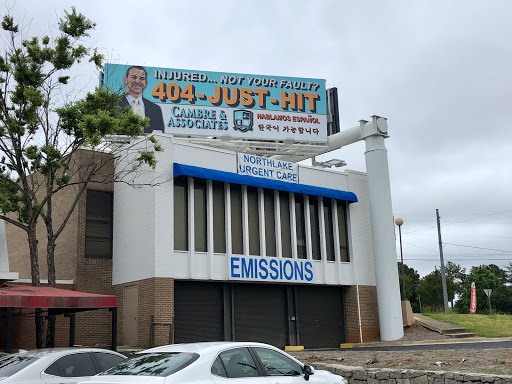 INJURED... NOT YOUR FAULT?
404-JUST-HIT
CAMBRE &
ASSOCIATES
HABLAMOS ESPAÑOL
한국어 가능합니다
NORTHLAKE
URGENT CARE
EMISSIONS